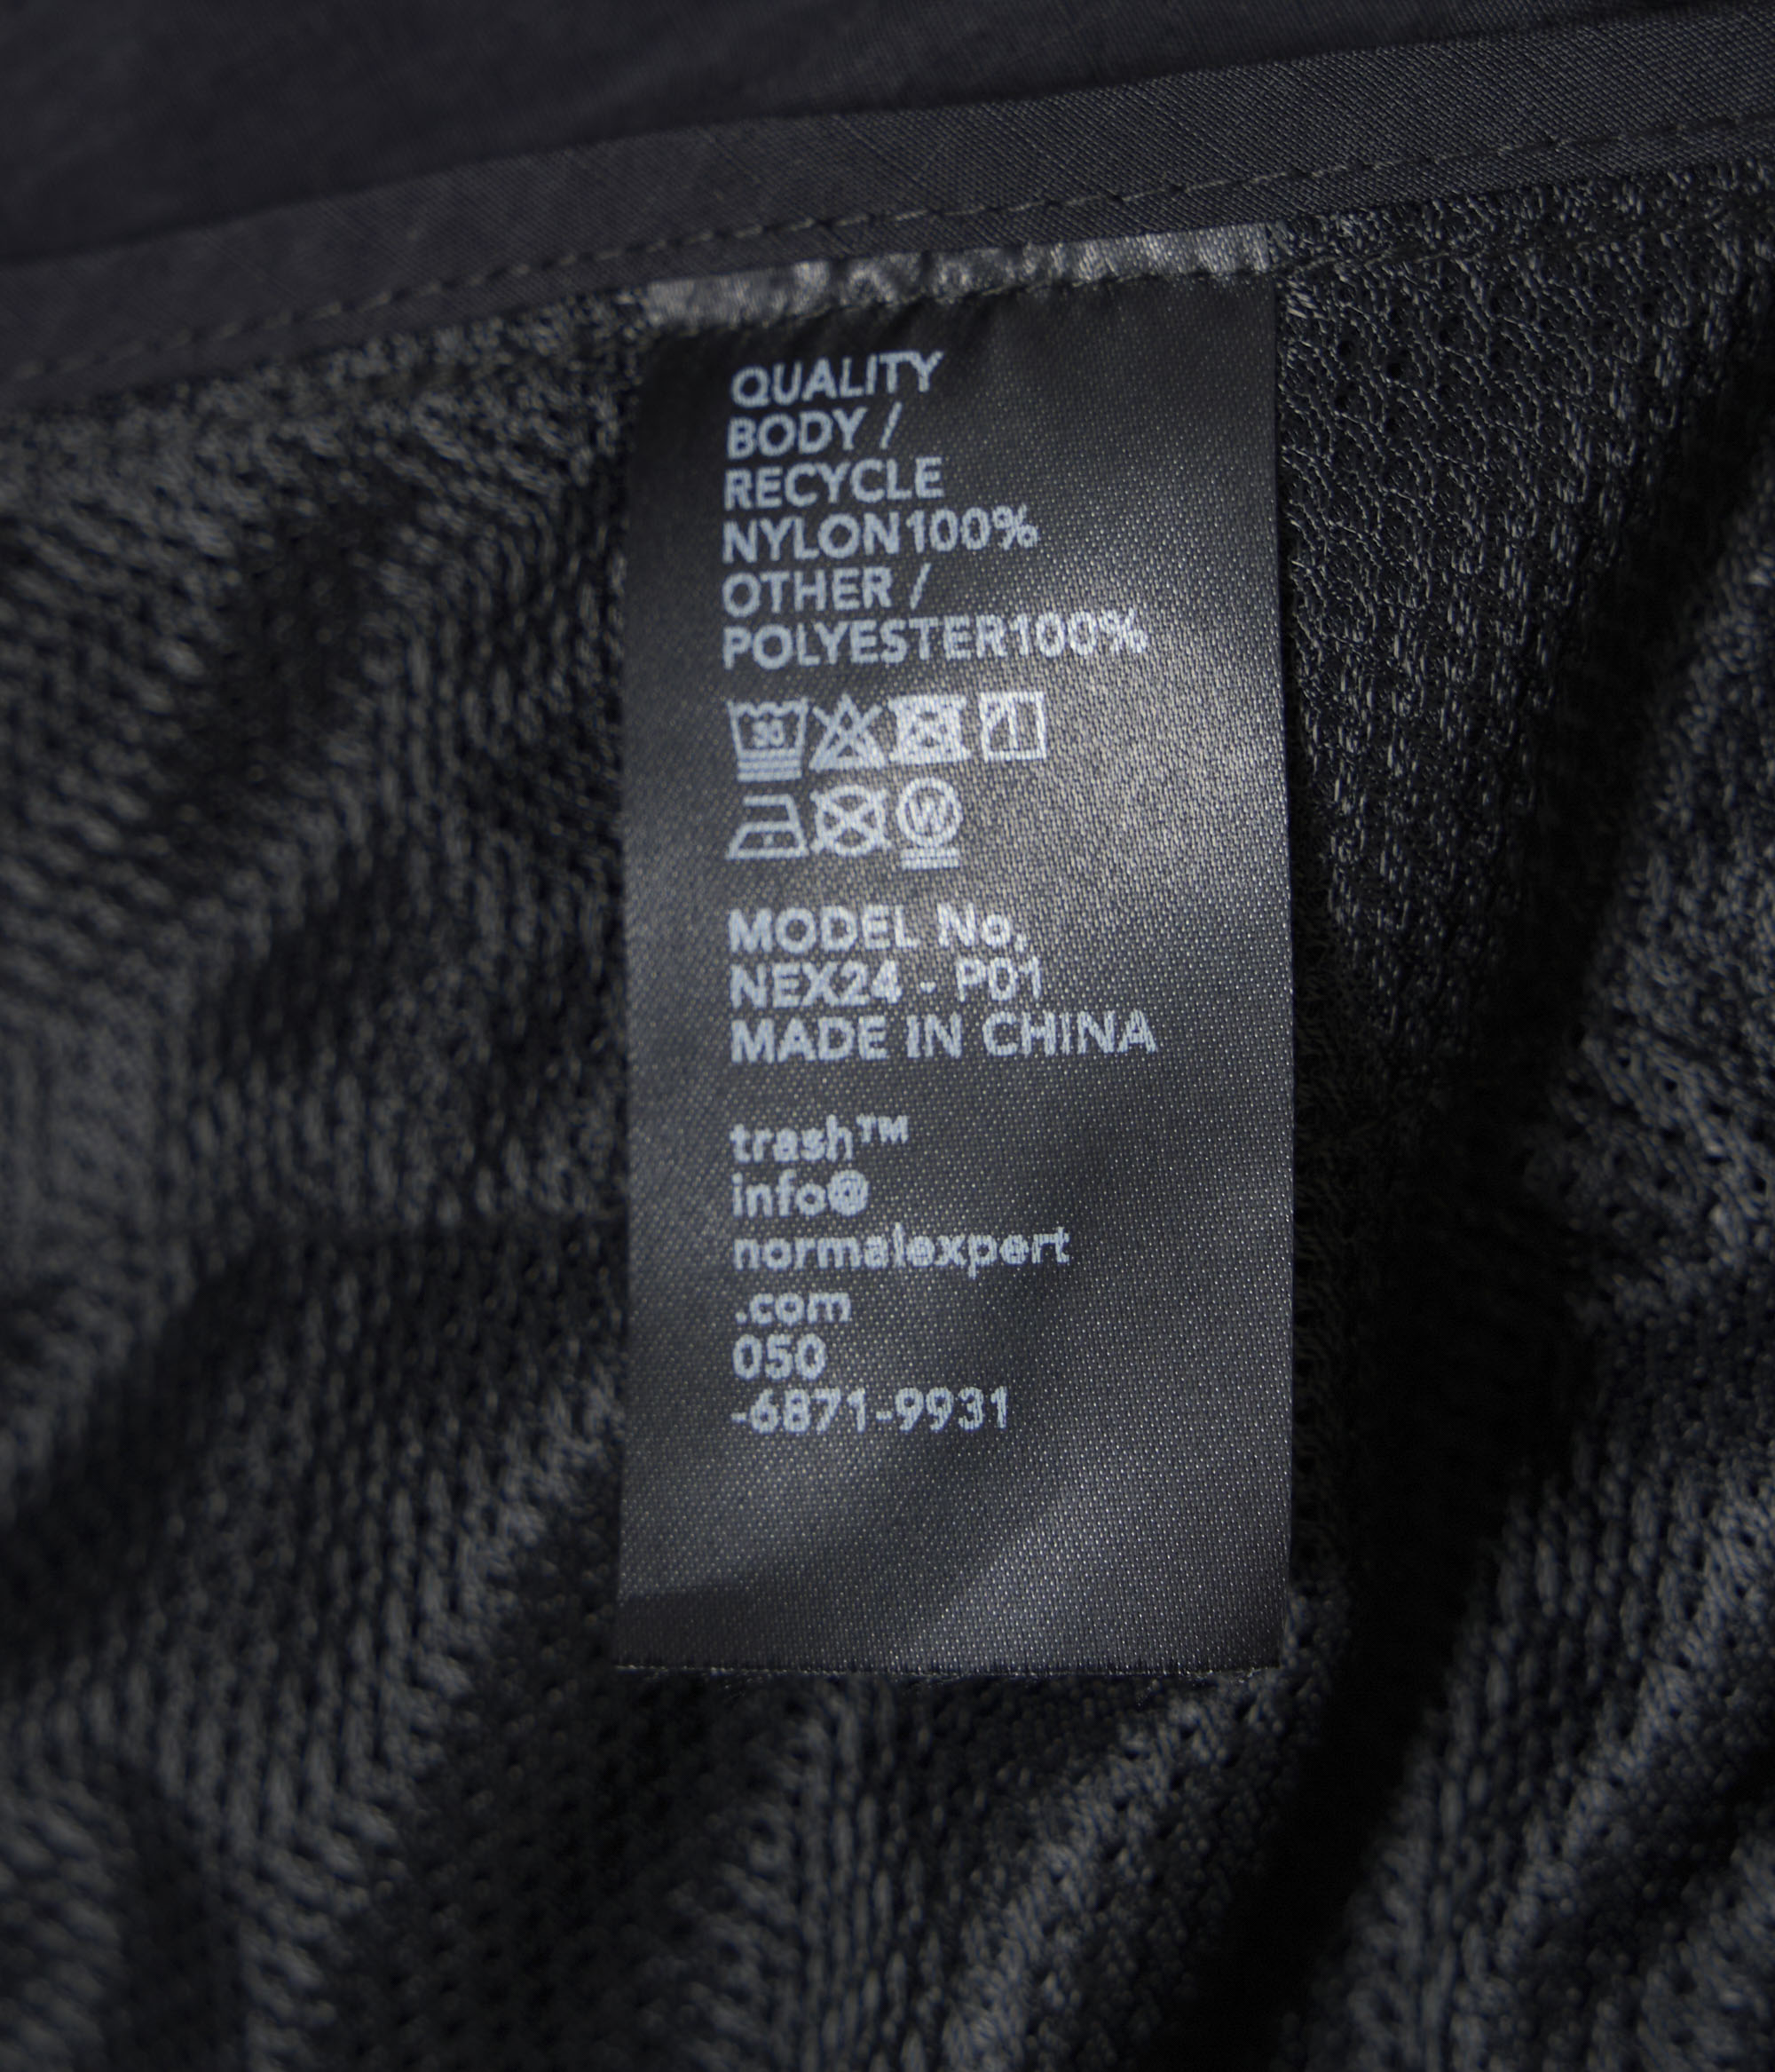 QUALITY
BODY /
RECYCLE
NYLON100%
OTHER /
POLYESTER100%
30
W
MODEL No,
NEX24 - P01
MADE IN CHINA
trash™
info@
normalexpert
.com
050
-6871-9931